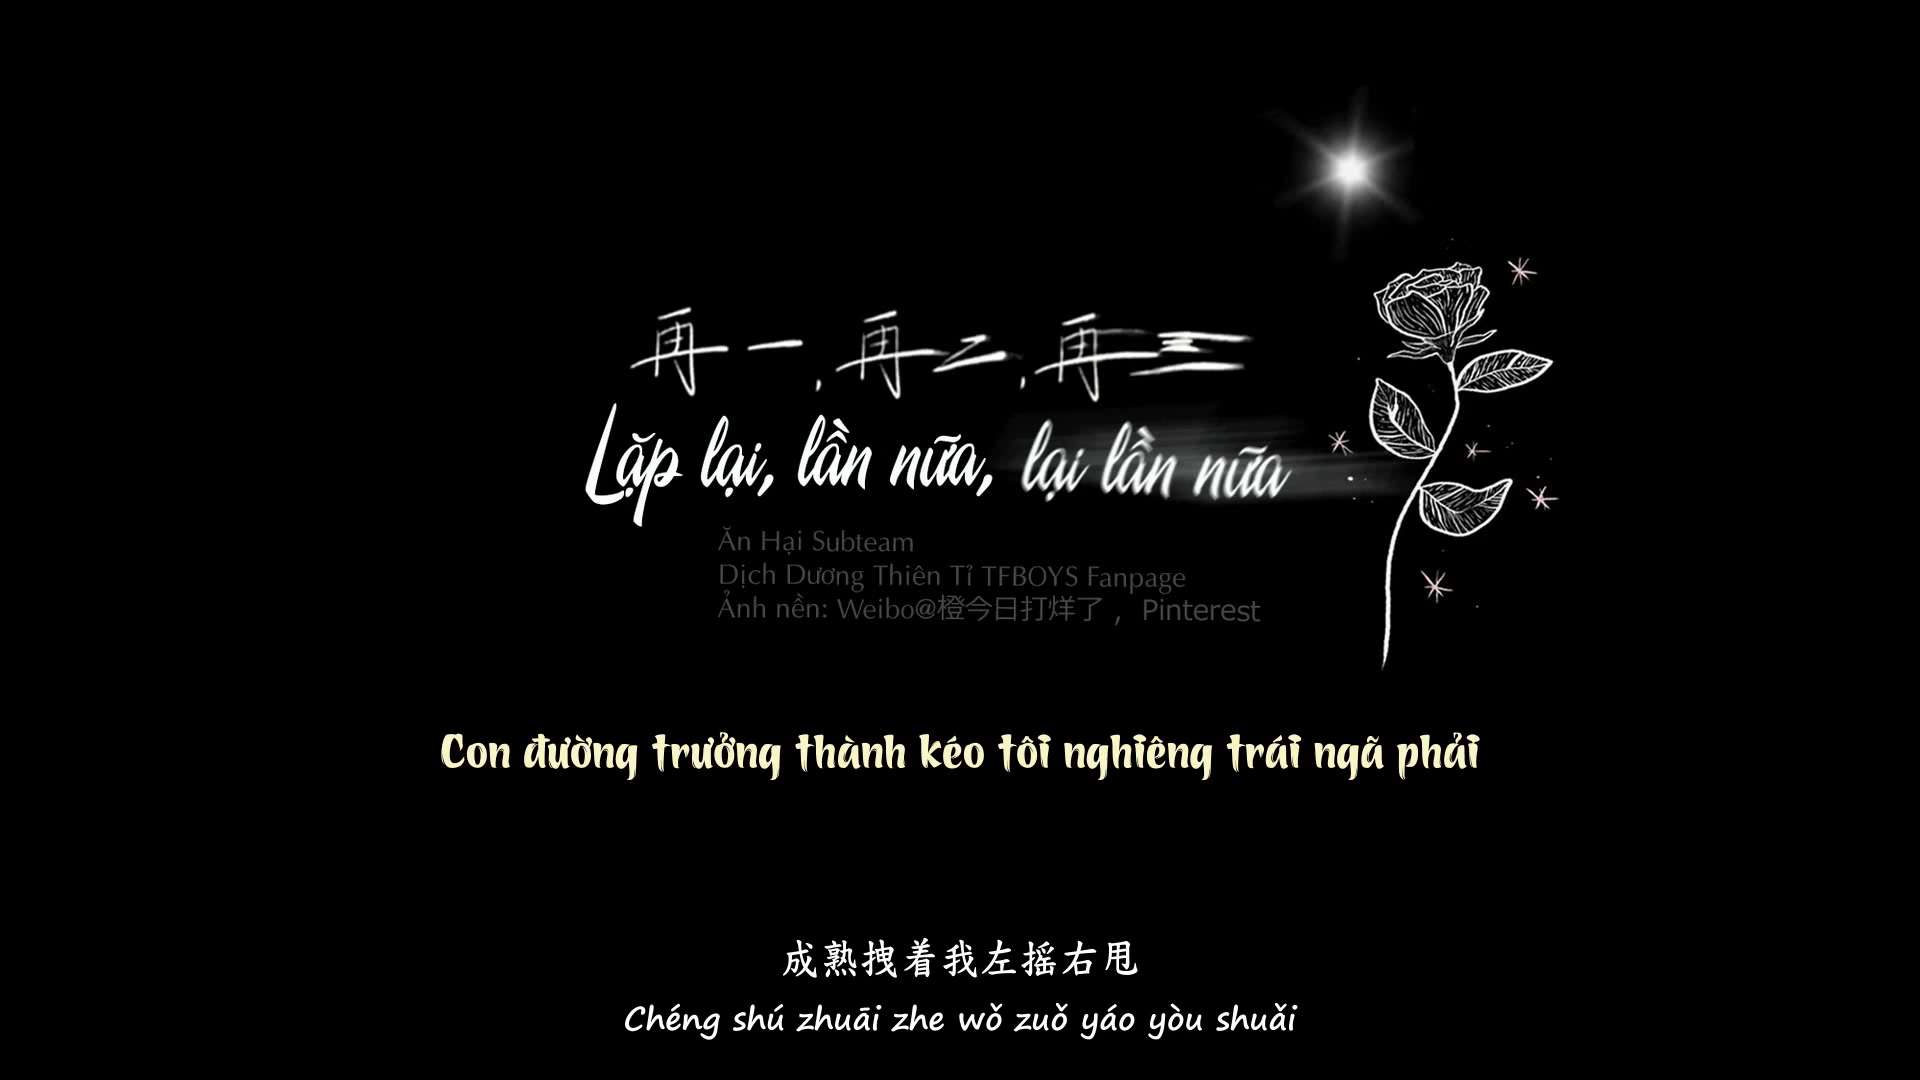 再一,再二,再三
Lặp lại, lần nữa, lại lần nữa
Ăn Hại Subteam
Dịch Dương Thiên Tỉ TFBOYS Fanpage
Ảnh nền: Weibo@橙今日打烊了 ，Pinterest
Con đường trưởng thành kéo tôi nghiêng trái ngã phải
成熟拽着我左摇右甩
Chéng shú zhuāi zhe wǒ zuǒ yáo yòu shuǎi